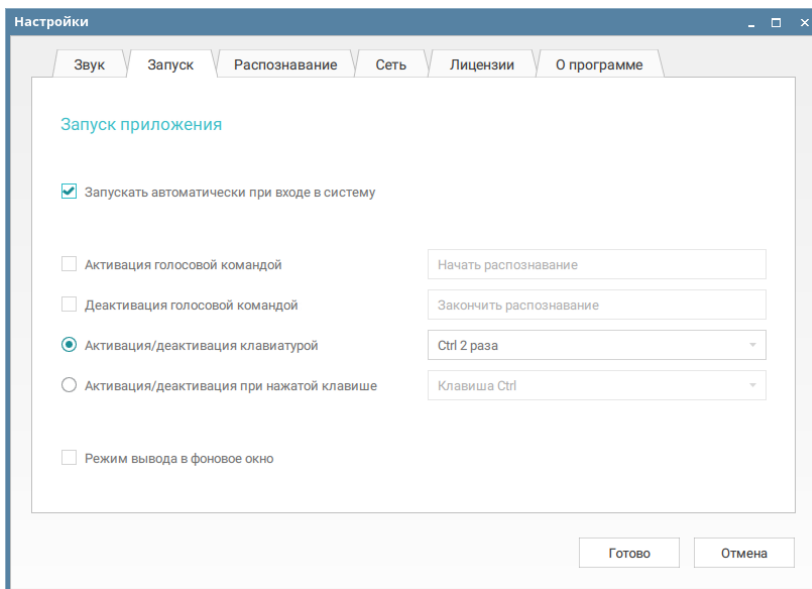 Настройки
Звук Запуск Распознавание Сеть Лицензии О программе
Запуск приложения
Запускать автоматически при входе в систему
Активация голосовой командой Начать распознавание
Деактивация голосовой командой Закончить распознавание
Активация/деактивация клавиатурой Ctrl 2 раза
Активация/деактивация при нажатой клавише Клавиша Ctrl
Режим вывода в фоновое окно
Готово Отмена